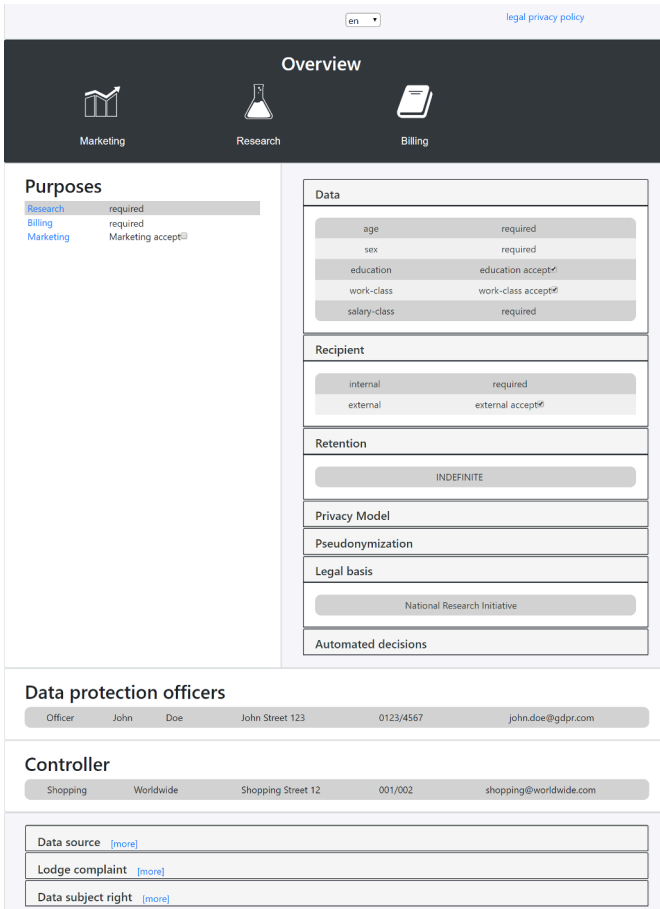 en
legal privacy policy
Overview
Marketing Research Billing
Purposes
Research required
Billing required
Marketing Marketing accept
Data
age required
sex required
education education accept
work-class work-class accept
salary-class required
Recipient
internal required
external external accept
Retention
INDEFINITE
Privacy Model
Pseudonymization
Legal basis
National Research Initiative
Automated decisions
Data protection officers
Officer John Doe John Street 123 0123/4567 john.doe@gdpr.com
Controller
Shopping Worldwide Shopping Street 12 001/002 shopping@worldwide.com
Data source [more]
Lodge complaint [more]
Data subject right [more]